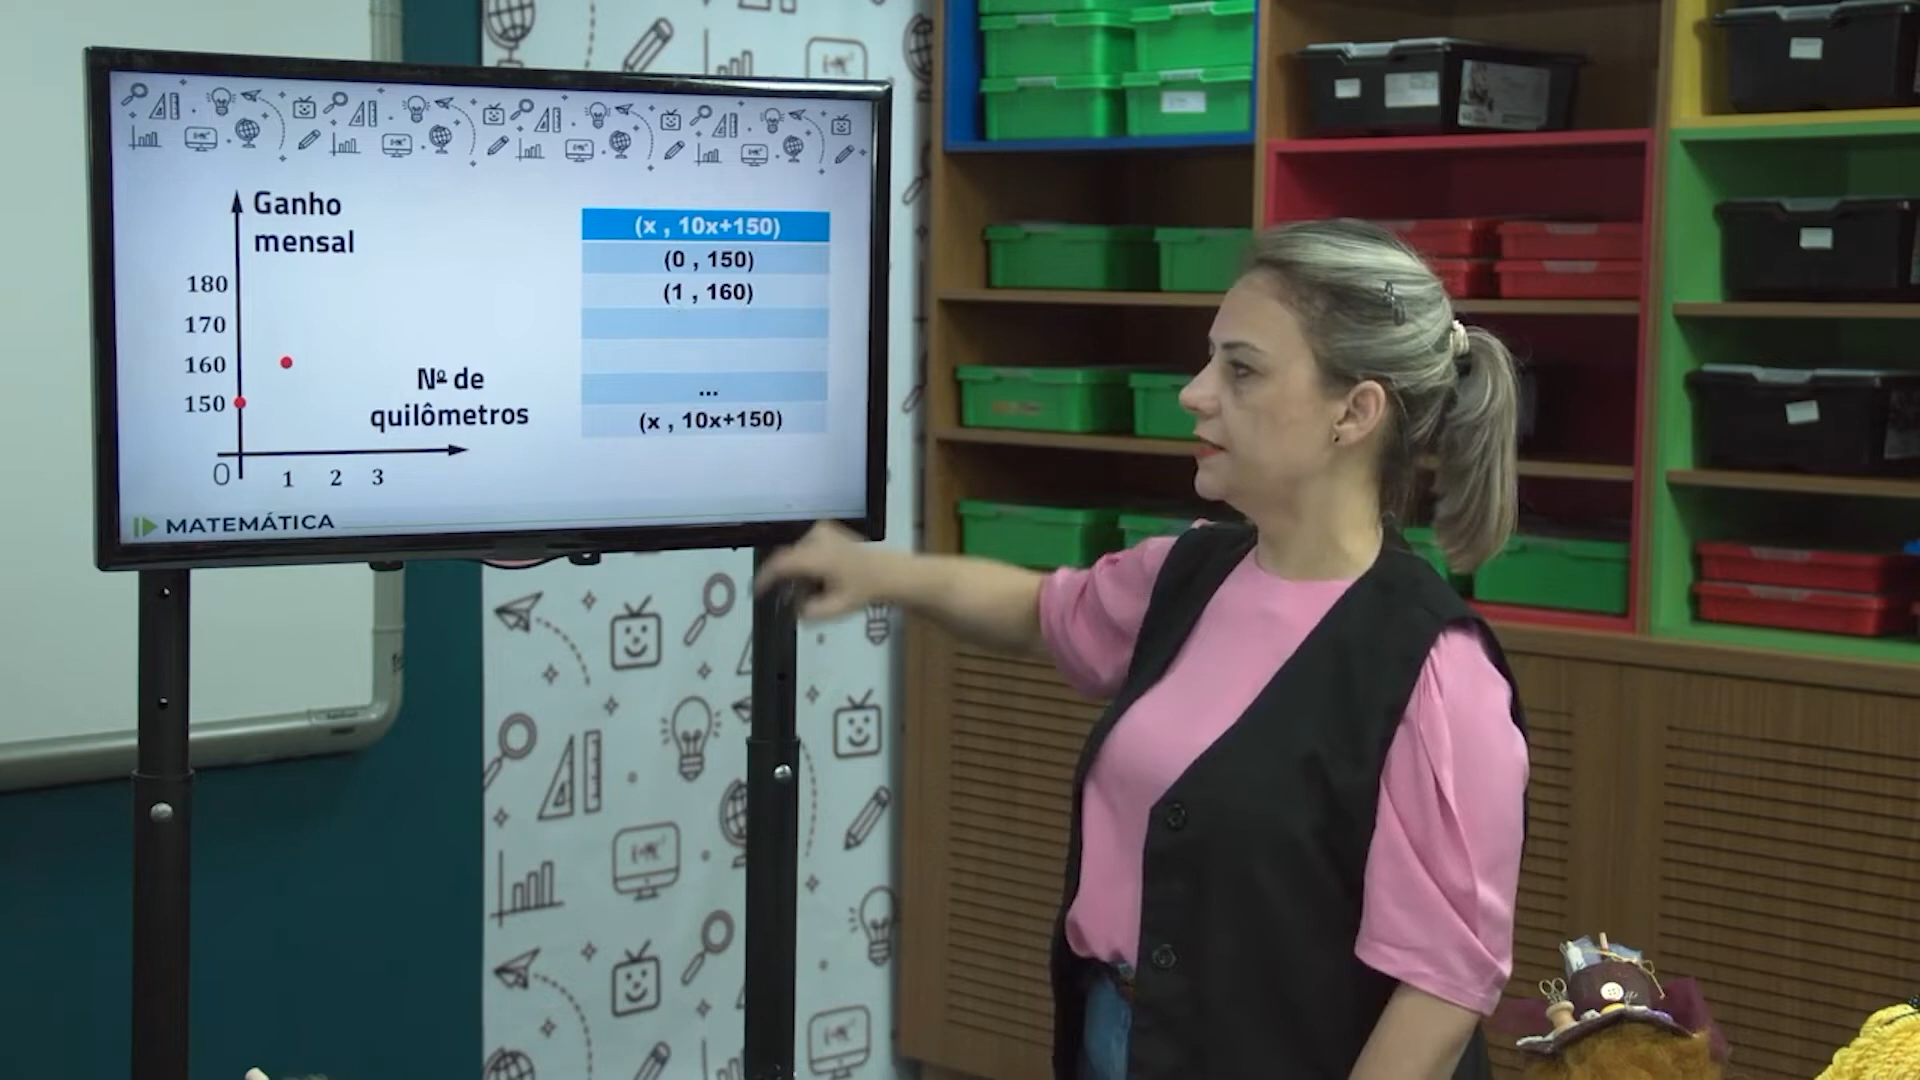 Ganho
mensal
180
170
160
150
Nº de
quilômetros
0
1 2 3
(x , 10x+150)
(0 , 150)
(1 , 160)
...
(x , 10x+150)
MATEMÁTICA